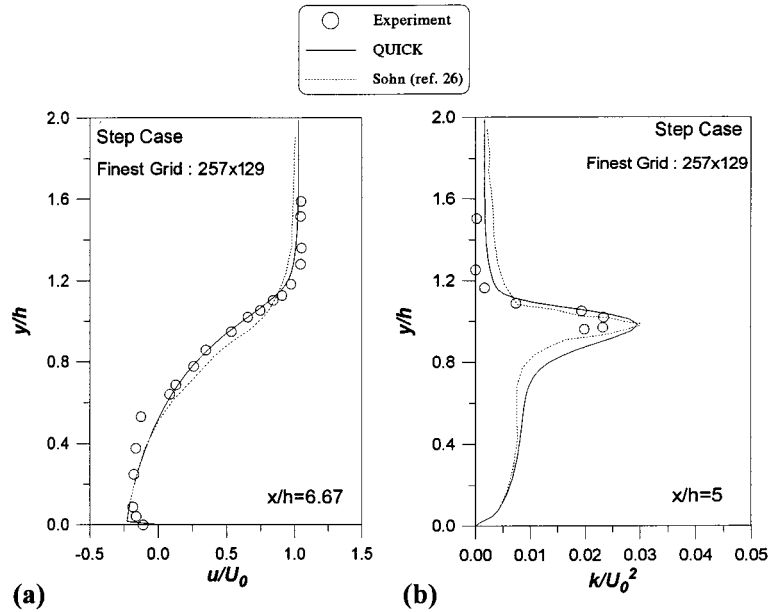 Experiment
QUICK
Sohn (ref. 26)
Step Case
Finest Grid : 257x129
y/h
2.0
1.6
1.2
0.8
0.4
0.0
x/h=6.67
-0.5 0.0 0.5 1.0 1.5
u/U0
(a)
Step Case
Finest Grid : 257x129
y/h
2.0
1.6
1.2
0.8
0.4
0.0
x/h=5
0.00 0.01 0.02 0.03 0.04 0.05
k/U0²
(b)